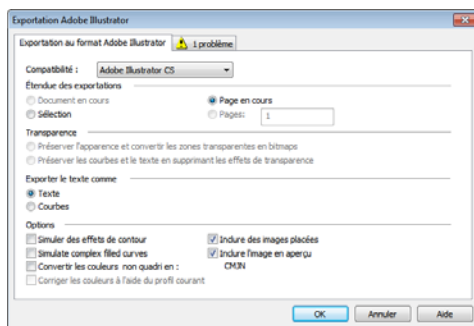 Exportation Adobe Illustrator
Exportation au format Adobe Illustrator
1 problème
Compatibilité :
Adobe Illustrator CS
Étendue des exportations
Document en cours
Page en cours
Sélection
Pages:
1
Transparence
Préserver l'apparence et convertir les zones transparentes en bitmaps
Préserver les courbes et le texte en supprimant les effets de transparence
Exporter le texte comme
Texte
Courbes
Options
Simuler des effets de contour
Indure des images placées
Simulate complex filed curves
Indure l'image en aperçu
Convertir les couleurs non quadri en :
CMJN
Corriger les couleurs à l'aide du profil courant
OK
Annuler
Aide